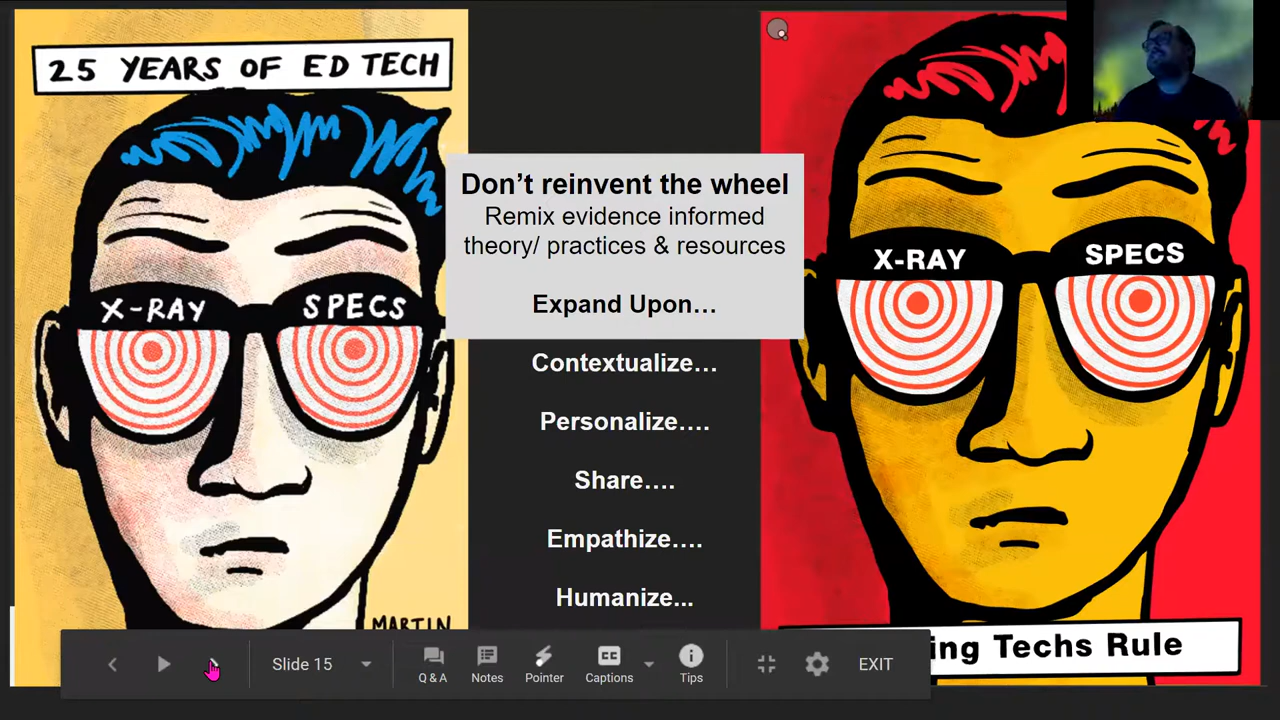 25 YEARS OF ED TECH
X-RAY SPECS
MARTIN
Don’t reinvent the wheel
Remix evidence informed
theory/ practices & resources
Expand Upon…
Contextualize…
Personalize….
Share….
Empathize….
Humanize...
X-RAY SPECS
Techs Rule
Slide 15
Q & A
Notes
Pointer
CC
Captions
Tips
EXIT